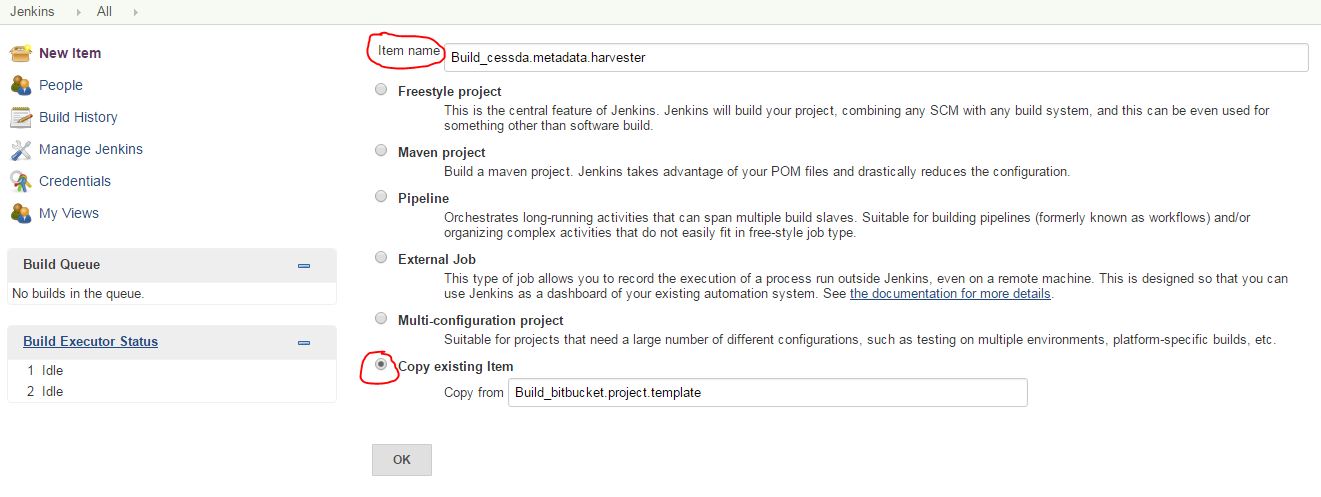 Jenkins All
New Item
People
Build History
Manage Jenkins
Credentials
My Views
Build Queue
No builds in the queue.
Build Executor Status
1 Idle
2 Idle
Item name Build_cessda.metadata.harvester
Freestyle project
This is the central feature of Jenkins. Jenkins will build your project, combining any SCM with any build system, and this can be even used for
something other than software build.
Maven project
Build a maven project. Jenkins takes advantage of your POM files and drastically reduces the configuration.
Pipeline
Orchestrates long-running activities that can span multiple build slaves. Suitable for building pipelines (formerly known as workflows) and/or
organizing complex activities that do not easily fit in free-style job type.
External Job
This type of job allows you to record the execution of a process run outside Jenkins, even on a remote machine. This is designed so that you can
use Jenkins as a dashboard of your existing automation system. See the documentation for more details.
Multi-configuration project
Suitable for projects that need a large number of different configurations, such as testing on multiple environments, platform-specific builds, etc.
Copy existing Item
Copy from Build_bitbucket.project.template
OK